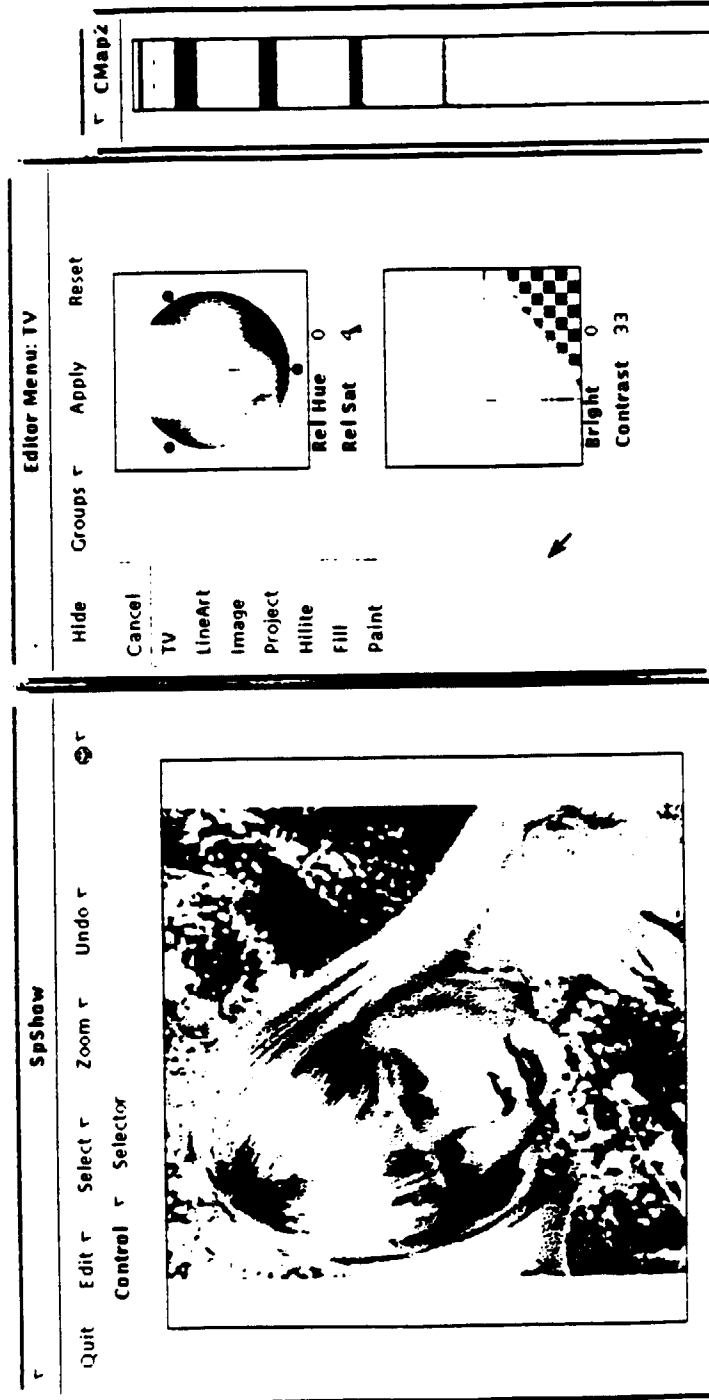 SpShow
Quit Edit Select Zoom Undo
Control Selector
Editor Menu: TV
Hide Groups Apply Reset
Cancel
TV
LineArt
Image
Project
Hilite
Fill
Paint
Rel Hue 0
Rel Sat
Bright 0
Contrast 33
CMap2